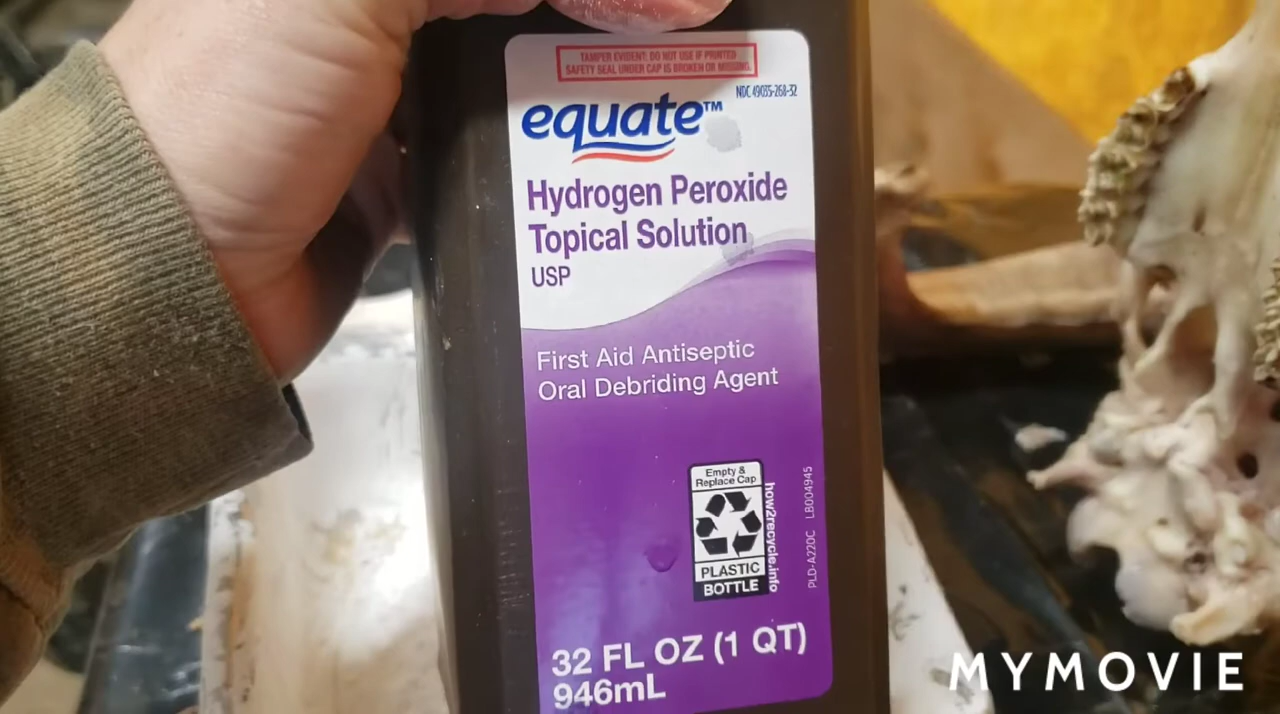 TAMPER EVIDENT: DO NOT USE IF PRINTED
SAFETY SEAL UNDER CAP IS BROKEN OR MISSING.
NDC 49035-268-32
equate™
Hydrogen Peroxide
Topical Solution
USP
First Aid Antiseptic
Oral Debriding Agent
Empty &
Replace Cap
PLASTIC
BOTTLE
how2recycle.info
PLD-A220C LB004945
32 FL OZ (1 QT)
946mL
MYMOVIE